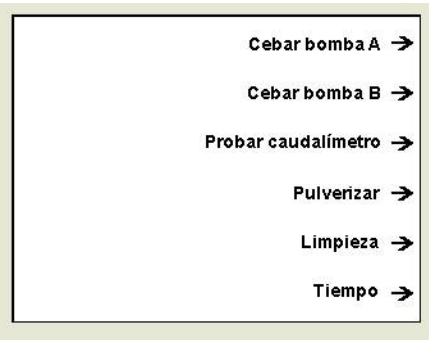 Cebar bomba A →
Cebar bomba B →
Probar caudalímetro →
Pulverizar →
Limpieza →
Tiempo →